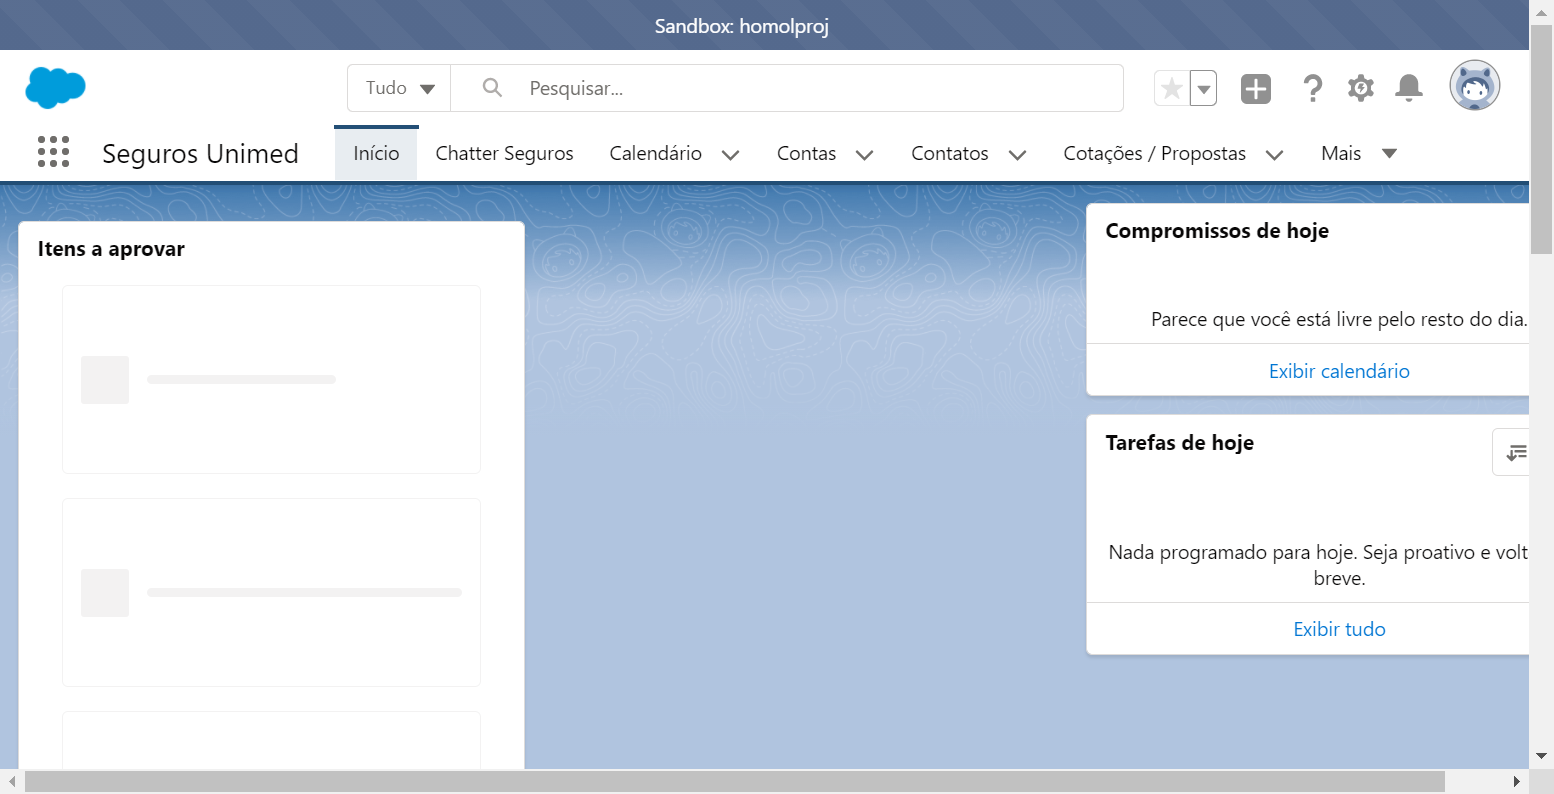 Sandbox: homolproj
Tudo
Pesquisar...
Seguros Unimed
Início
Chatter Seguros
Calendário
Contas
Contatos
Cotações / Propostas
Mais
Itens a aprovar
Compromissos de hoje
Parece que você está livre pelo resto do dia.
Exibir calendário
Tarefas de hoje
Nada programado para hoje. Seja proativo e volt
breve.
Exibir tudo